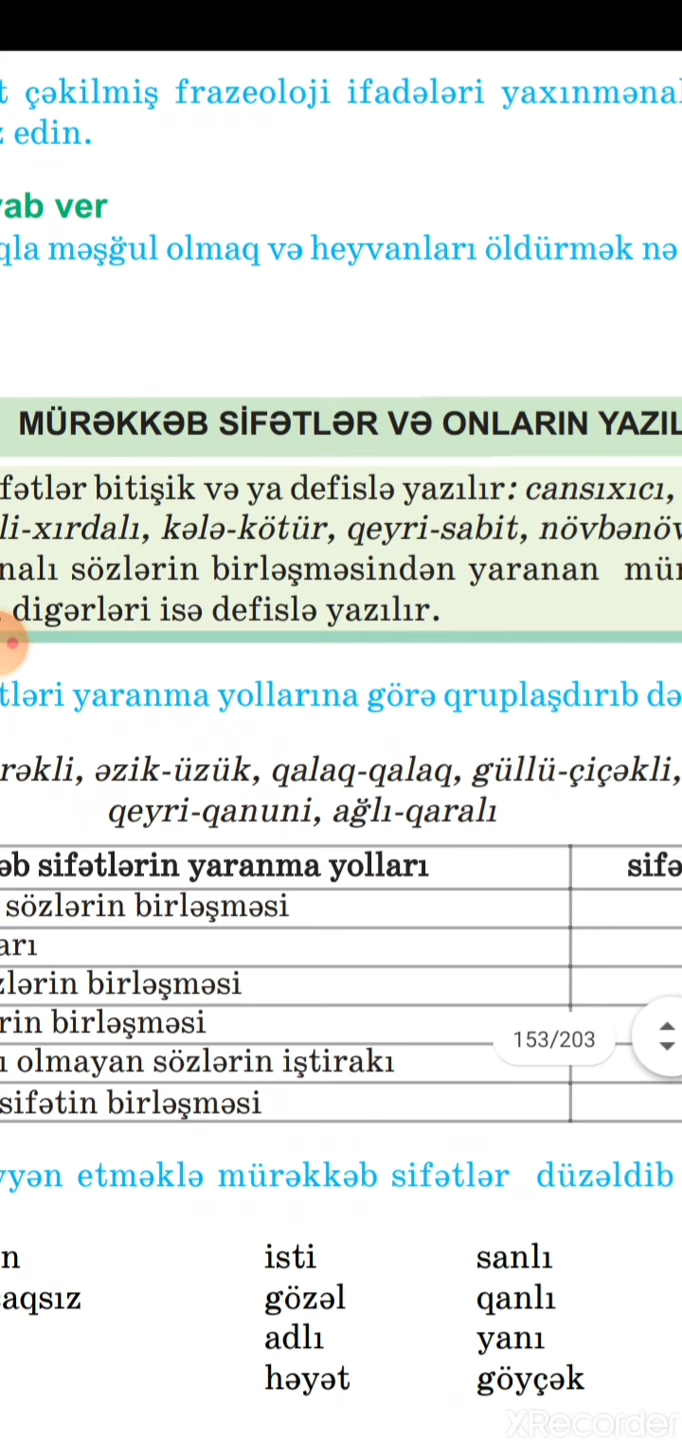 t çəkilmiş frazeoloji ifadələri yaxınmənal
z edin.
ab ver
qla məşğul olmaq və heyvanları öldürmək nə
MÜRƏKKƏB SİFƏTLƏR VƏ ONLARIN YAZIL
fətlər bitişik və ya defislə yazılır: cansıxıcı,
li-xırdalı, kələ-kötür, qeyri-sabit, növbənöv
nalı sözlərin birləşməsindən yaranan mür
digərləri isə defislə yazılır.
tləri yaranma yollarına görə qruplaşdırıb də
rəkli, əzik-üzük, qalaq-qalaq, güllü-çiçəkli,
qeyri-qanuni, ağlı-qaralı
əb sifətlərin yaranma yolları sifə
sözlərin birləşməsi
arı
zlərin birləşməsi
rin birləşməsi
153/203
ı olmayan sözlərin iştirakı
sifətin birləşməsi
yyən etməklə mürəkkəb sifətlər düzəldib
n isti sanlı
aqsız gözəl qanlı
adlı yanı
həyət göyçək
XRecorder